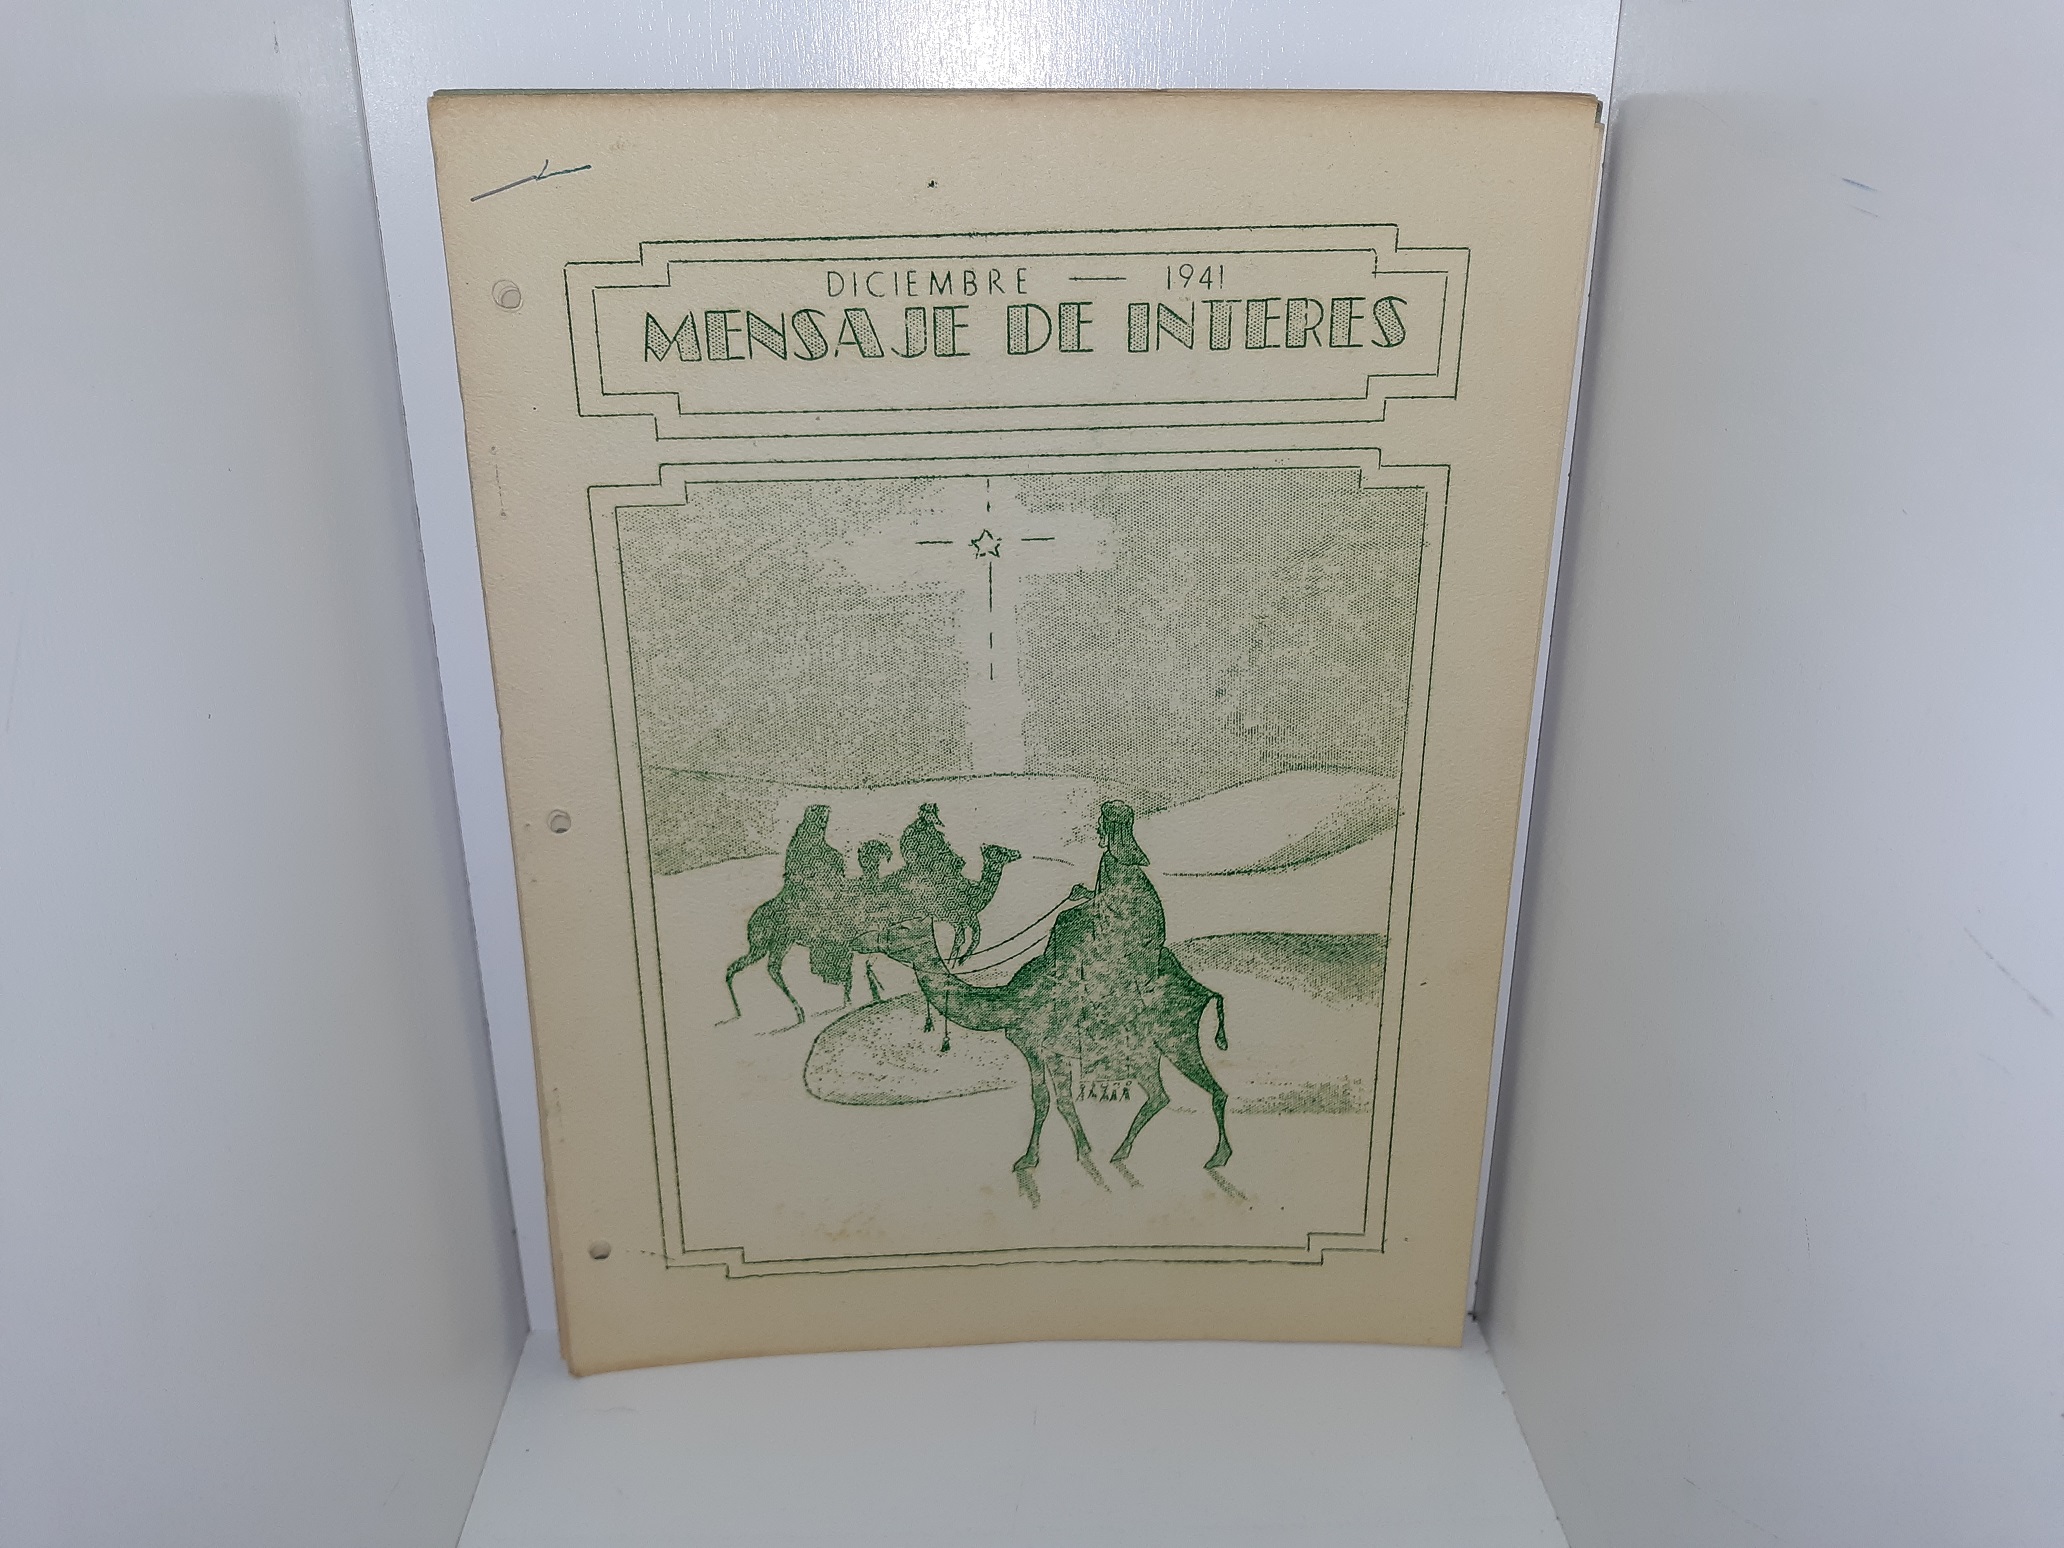 DICIEMBRE — 1941
MENSAJE DE INTERES